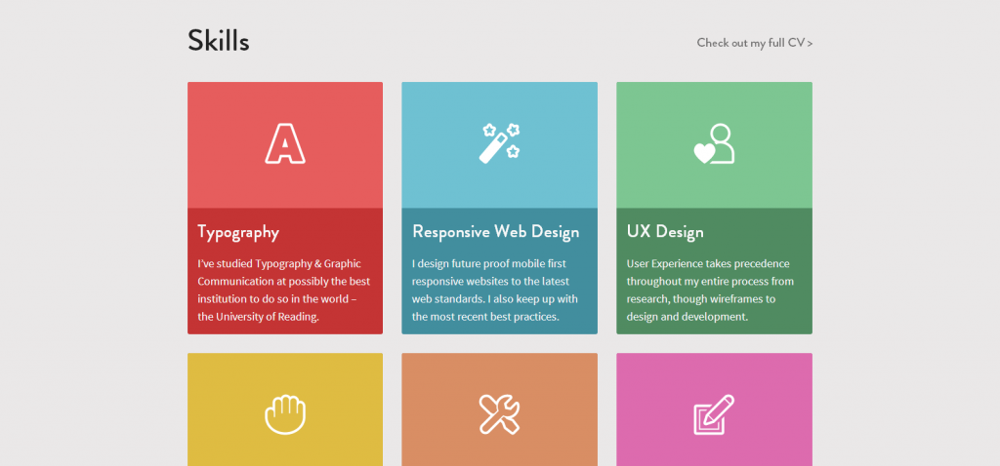 Skills
Check out my full CV >
Typography
I've studied Typography & Graphic
Communication at possibly the best
institution to do so in the world –
the University of Reading.
Responsive Web Design
I design future proof mobile first
responsive websites to the latest
web standards. I also keep up with
the most recent best practices.
UX Design
User Experience takes precedence
throughout my entire process from
research, though wireframes to
design and development.